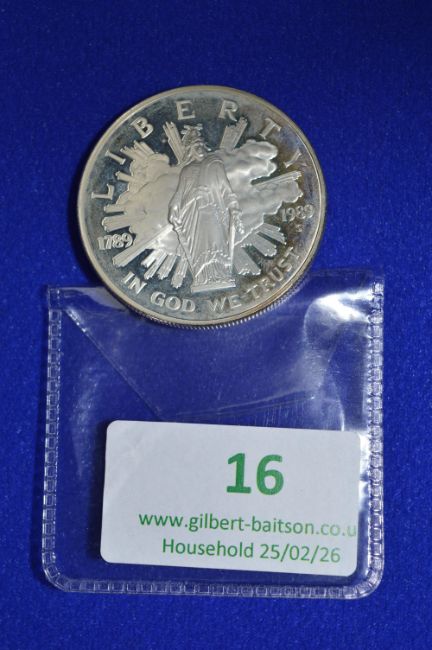 LIBERTY
1789
1989
IN GOD WE TRUST
16
www.gilbert-baitson.co.u
Household 25/02/26